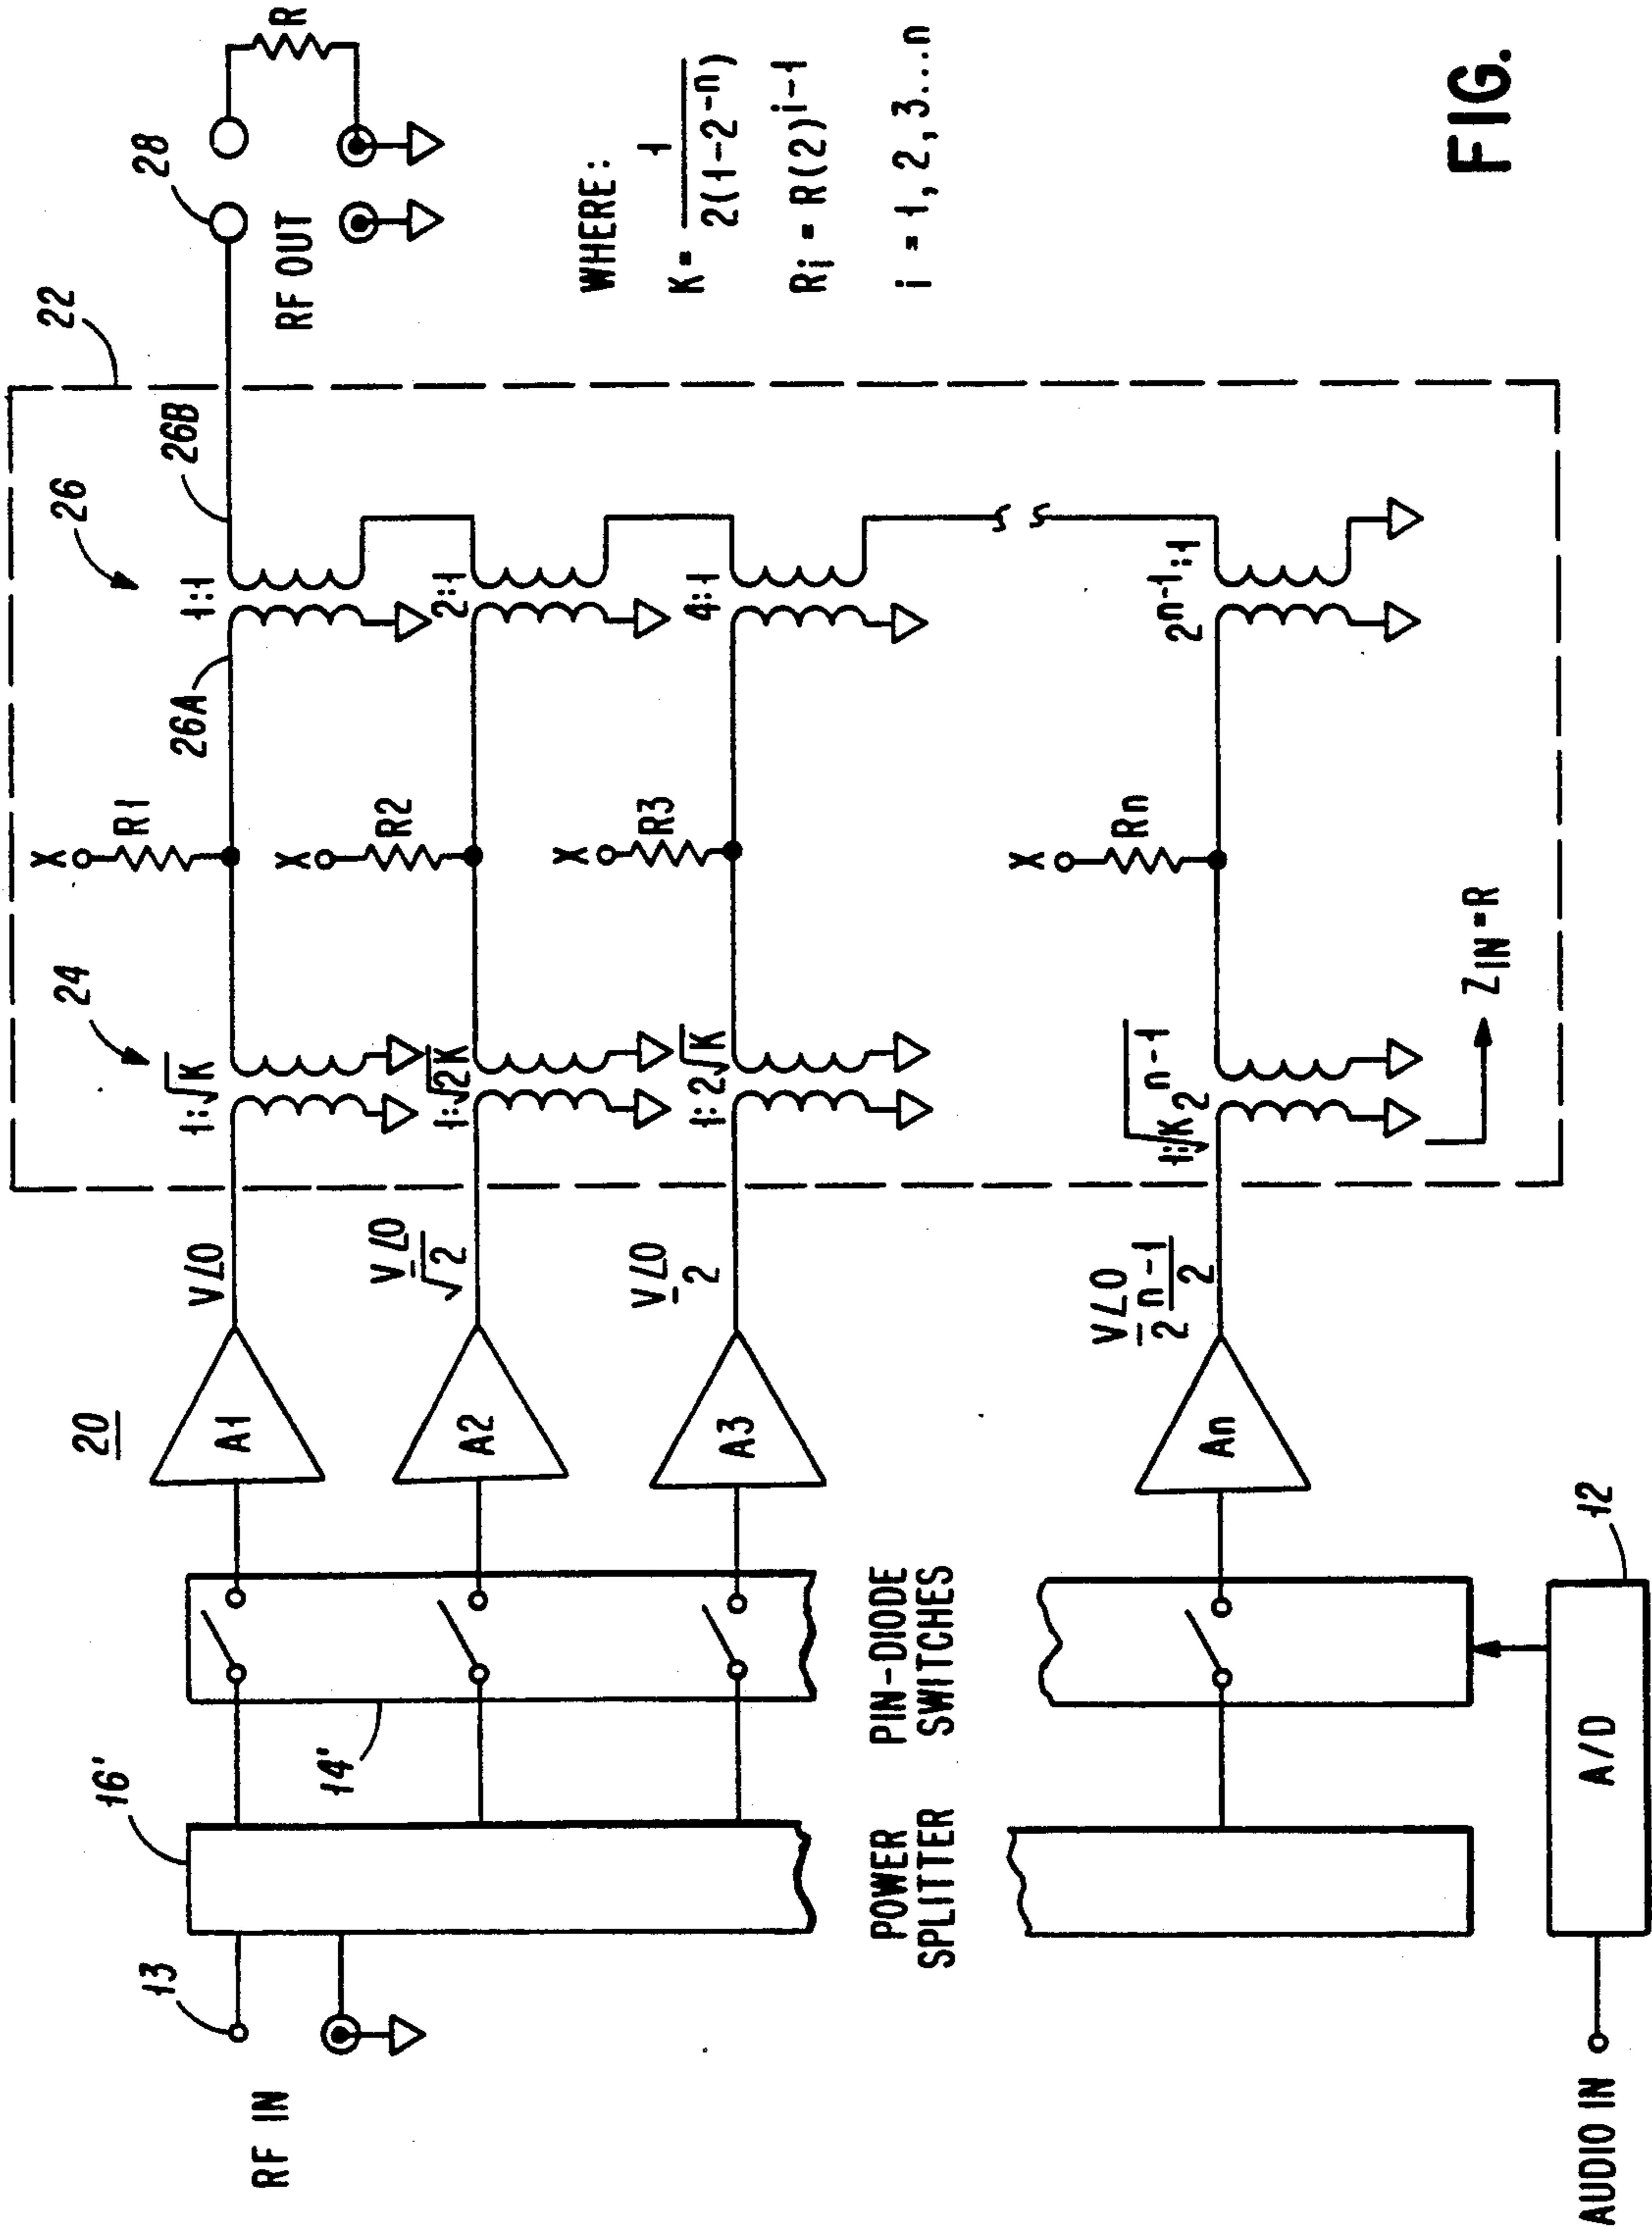 RF IN
13
16'
POWER SPLITTER
14'
PIN-DIODE SWITCHES
AUDIO IN
A/D
12
20
A1
A2
A3
An
V∠0
V∠0/√2
V∠0/2
V∠0/2^((n-1)/2)
22
24
1:√K
1:√2K
1:2√K
1:√K2^(n-1)
Z_IN=R
X
R1
X
R2
X
R3
X
Rn
26
26A
26B
1:1
2:1
4:1
2^(n-1):1
28
RF OUT
R
WHERE:
K = 1/(2(1-2^(-n)))
Ri = R(2)^(i-1)
i = 1, 2, 3...n
FIG.